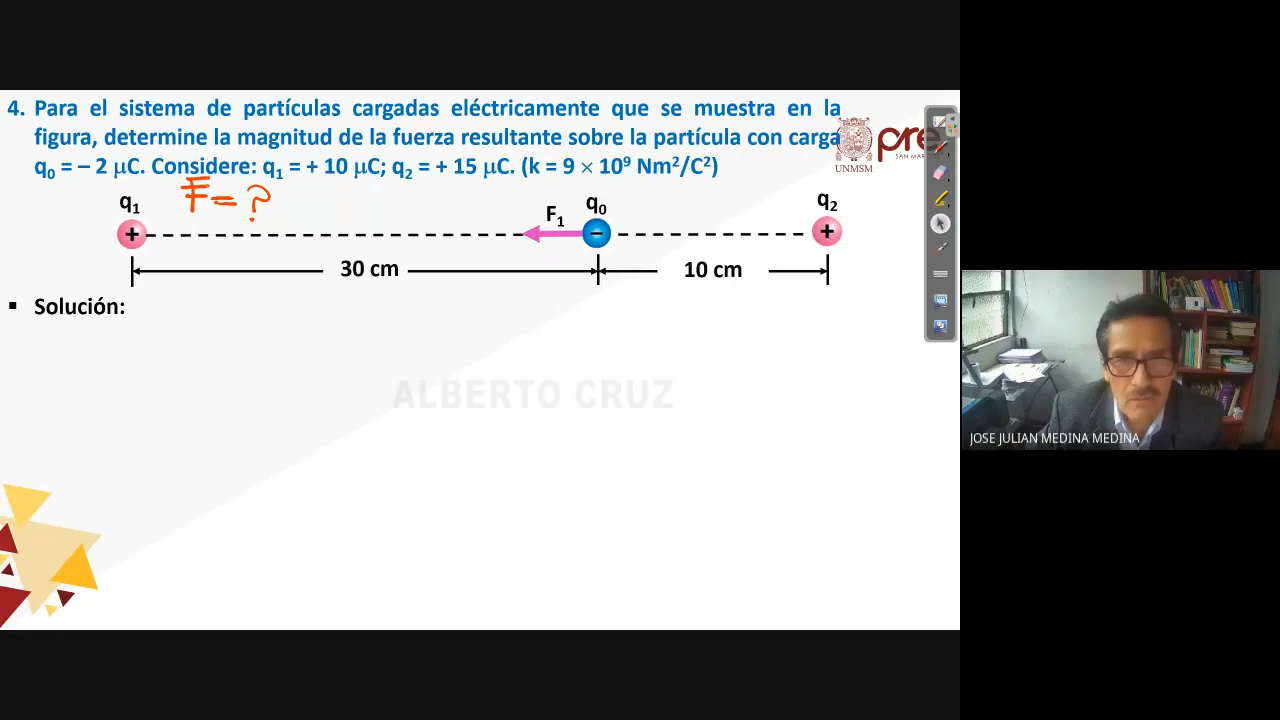 4. Para el sistema de partículas cargadas eléctricamente que se muestra en la
figura, determine la magnitud de la fuerza resultante sobre la partícula con carga
q₀ = – 2 μC. Considere: q₁ = + 10 μC; q₂ = + 15 μC. (k = 9 × 10⁹ Nm²/C²)
pre
SAN MAR
UNMSM
F = ?
q₁ F₁ q₀ q₂
+ – +
30 cm 10 cm
▪ Solución:
ALBERTO CRUZ
JOSE JULIAN MEDINA MEDINA